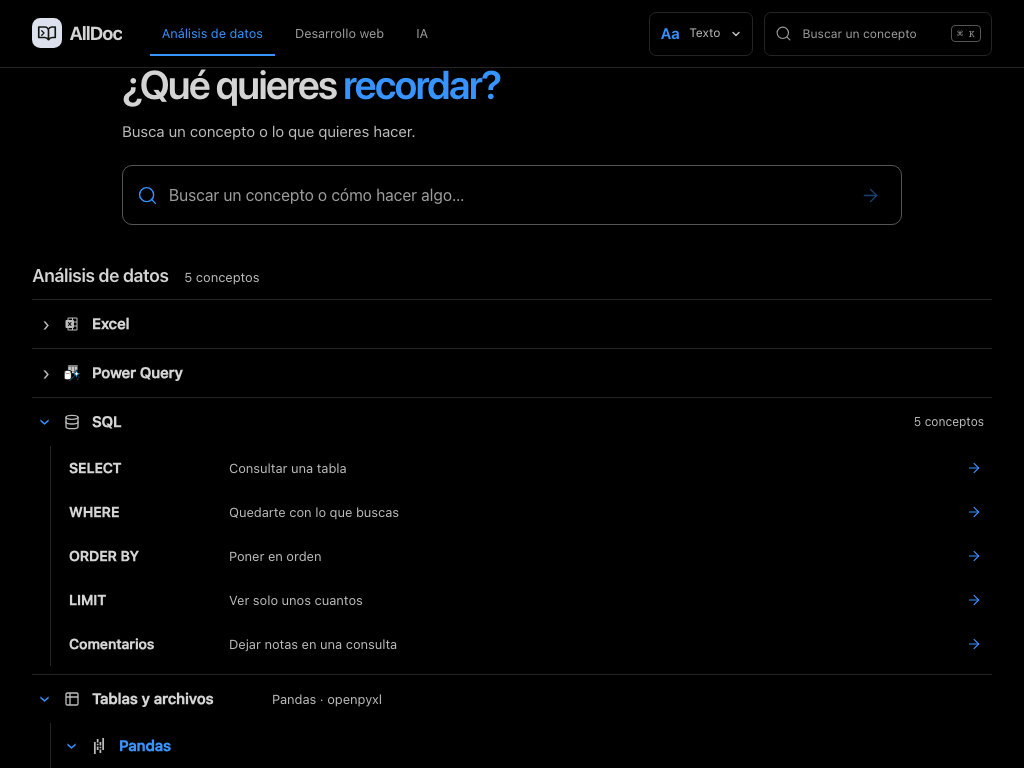 AllDoc
Análisis de datos
Desarrollo web
IA
Aa Texto
Buscar un concepto
⌘ K
¿Qué quieres recordar?
Busca un concepto o lo que quieres hacer.
Buscar un concepto o cómo hacer algo...
Análisis de datos 5 conceptos
Excel
Power Query
SQL 5 conceptos
SELECT Consultar una tabla
WHERE Quedarte con lo que buscas
ORDER BY Poner en orden
LIMIT Ver solo unos cuantos
Comentarios Dejar notas en una consulta
Tablas y archivos Pandas · openpyxl
Pandas